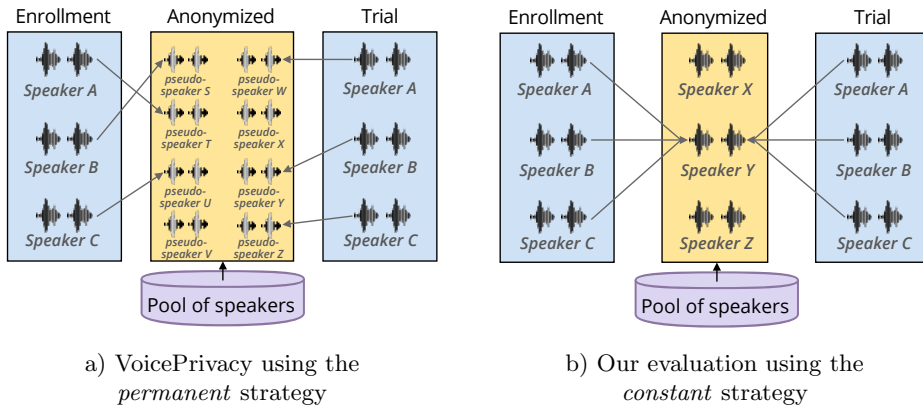 Enrollment
Anonymized
Trial
Speaker A
Speaker B
Speaker C
pseudo-
speaker S
pseudo-
speaker T
pseudo-
speaker U
pseudo-
speaker V
pseudo-
speaker W
pseudo-
speaker X
pseudo-
speaker Y
pseudo-
speaker Z
Speaker A
Speaker B
Speaker C
Pool of speakers
a) VoicePrivacy using the
permanent strategy
Enrollment
Anonymized
Trial
Speaker A
Speaker B
Speaker C
Speaker X
Speaker Y
Speaker Z
Speaker A
Speaker B
Speaker C
Pool of speakers
b) Our evaluation using the
constant strategy